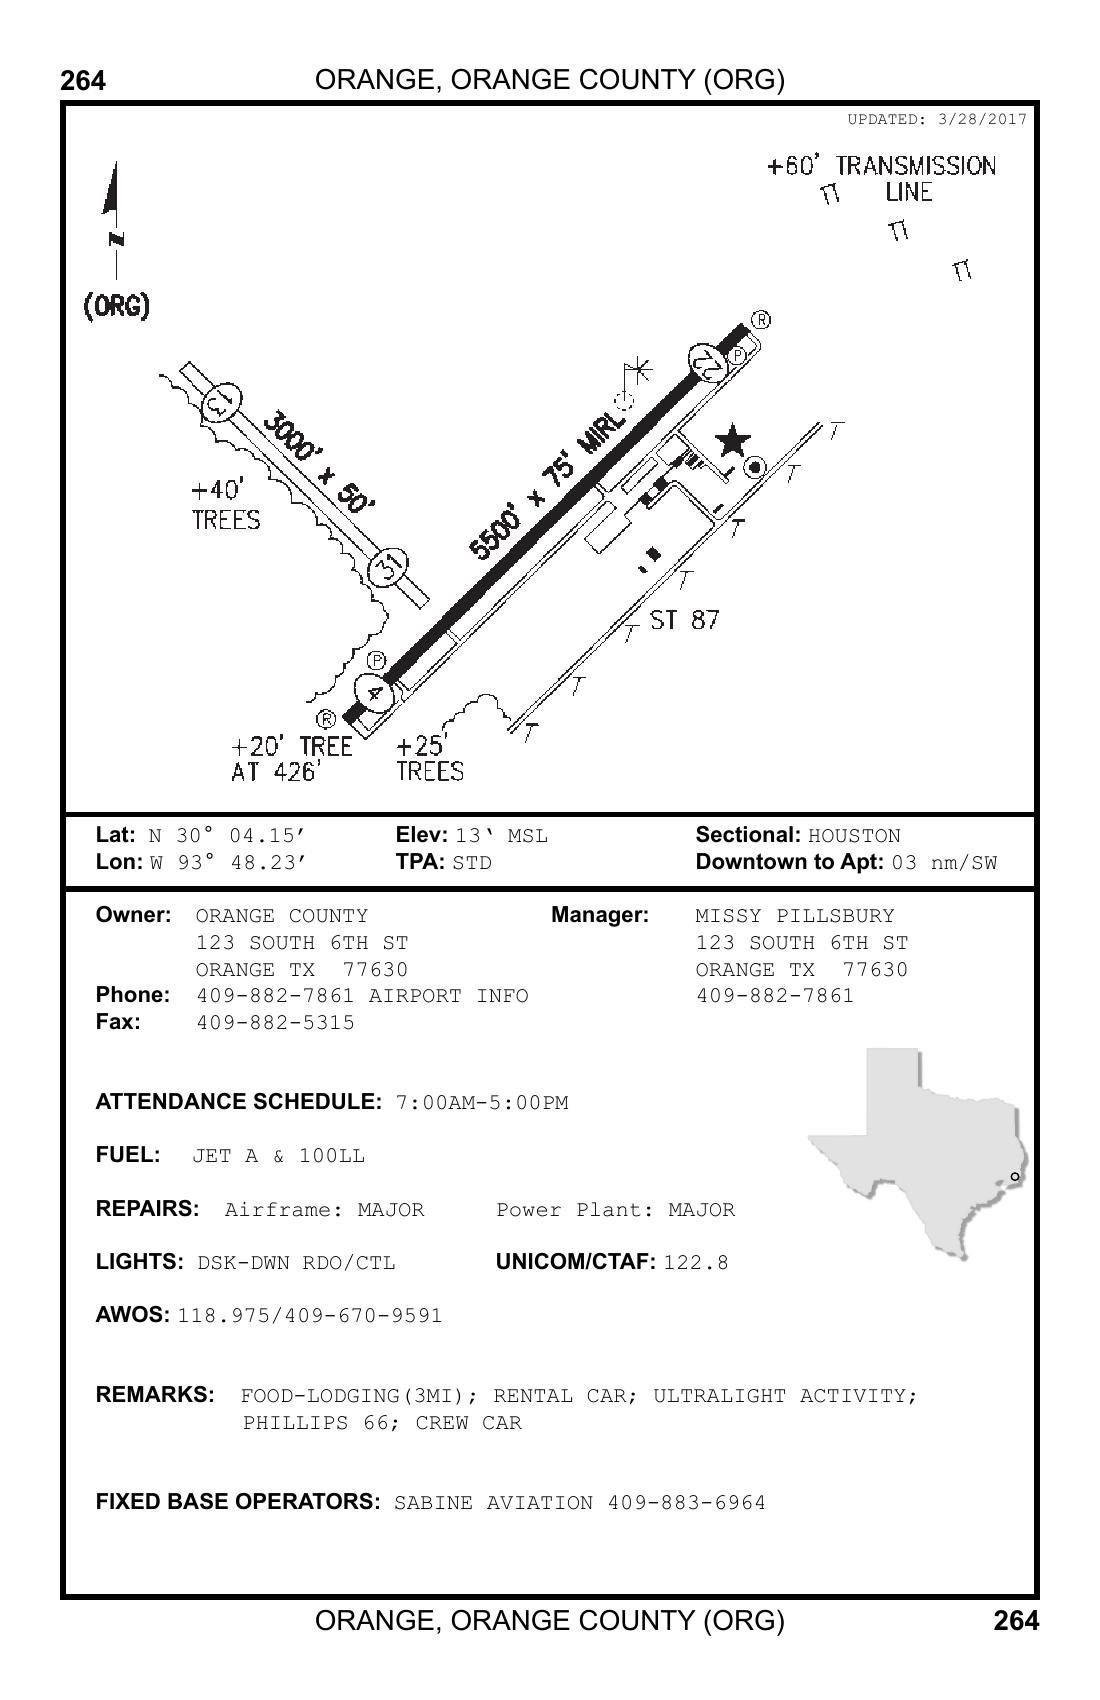 264 ORANGE, ORANGE COUNTY (ORG)
UPDATED: 3/28/2017
+60' TRANSMISSION
LINE
N
(ORG)
R
P
22
13
3000' x 50'
5500' x 75' MIRL
+40'
TREES
31
ST 87
P
4
R
+20' TREE
AT 426'
+25'
TREES
Lat: N 30° 04.15’ Elev: 13‘ MSL Sectional: HOUSTON
Lon: W 93° 48.23’ TPA: STD Downtown to Apt: 03 nm/SW
Owner: ORANGE COUNTY Manager: MISSY PILLSBURY
123 SOUTH 6TH ST 123 SOUTH 6TH ST
ORANGE TX 77630 ORANGE TX 77630
Phone: 409-882-7861 AIRPORT INFO 409-882-7861
Fax: 409-882-5315
ATTENDANCE SCHEDULE: 7:00AM-5:00PM
FUEL: JET A & 100LL
REPAIRS: Airframe: MAJOR Power Plant: MAJOR
LIGHTS: DSK-DWN RDO/CTL UNICOM/CTAF: 122.8
AWOS: 118.975/409-670-9591
REMARKS: FOOD-LODGING(3MI); RENTAL CAR; ULTRALIGHT ACTIVITY;
PHILLIPS 66; CREW CAR
FIXED BASE OPERATORS: SABINE AVIATION 409-883-6964
ORANGE, ORANGE COUNTY (ORG) 264